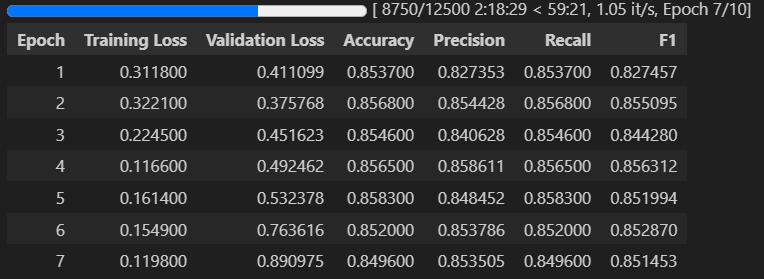 [ 8750/12500 2:18:29 < 59:21, 1.05 it/s, Epoch 7/10]
Epoch Training Loss Validation Loss Accuracy Precision Recall F1
1 0.311800 0.411099 0.853700 0.827353 0.853700 0.827457
2 0.322100 0.375768 0.856800 0.854428 0.856800 0.855095
3 0.224500 0.451623 0.854600 0.840628 0.854600 0.844280
4 0.116600 0.492462 0.856500 0.858611 0.856500 0.856312
5 0.161400 0.532378 0.858300 0.848452 0.858300 0.851994
6 0.154900 0.763616 0.852000 0.853786 0.852000 0.852870
7 0.119800 0.890975 0.849600 0.853505 0.849600 0.851453